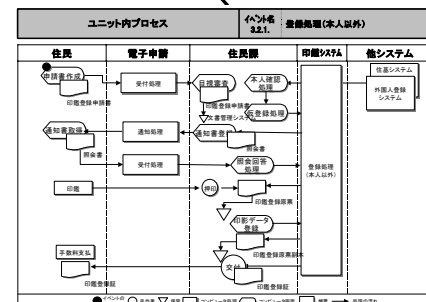 ユニット内プロセス
イベント名
3.2.1.
登録処理(本人以外)
住民
電子申請
住民課
印鑑システム
他システム
申請書作成
印鑑登録申請書
受付処理
目視審査
本人確認
処理
住基システム
外国人登録
システム
印鑑登録申請書
文書管理システム
仮登録処理
通知書取得
照会書
通知処理
通知書登録
照会書
受付処理
照会回答
処理
登録処理
(本人以外)
印鑑
押印
印鑑登録原票
印影データ
登録
印鑑登録原票副本
手数料支払
印鑑登録証
交付
印鑑登録証